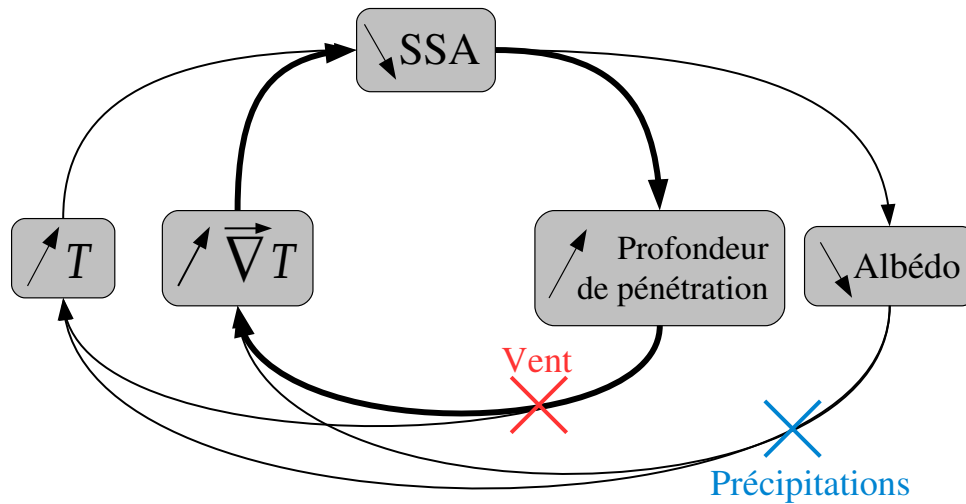 SSA
T
∇T
Profondeur
de pénétration
Albédo
Vent
Précipitations